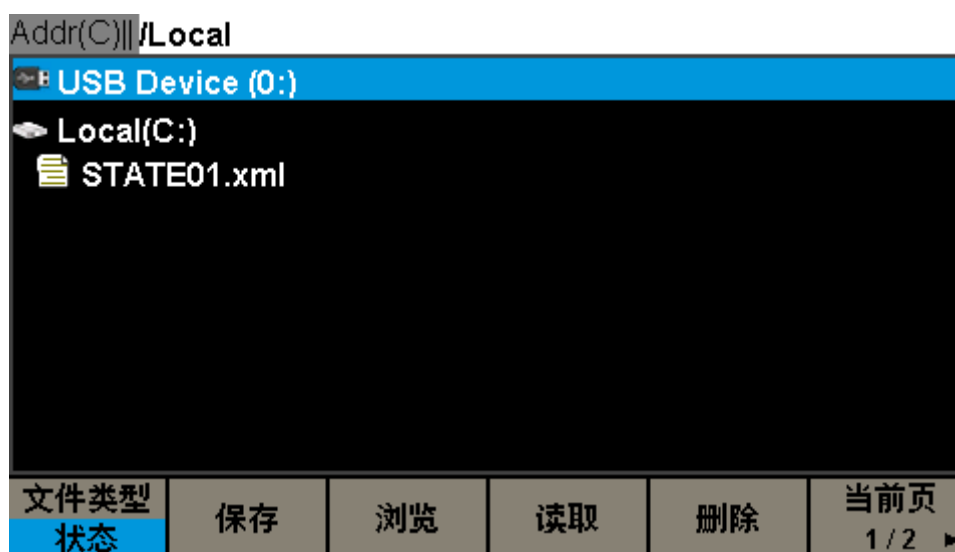 Addr(C)|| /Local
USB Device (0:)
Local(C:)
STATE01.xml
文件类型 保存 浏览 读取 删除 当前页
状态 1 / 2